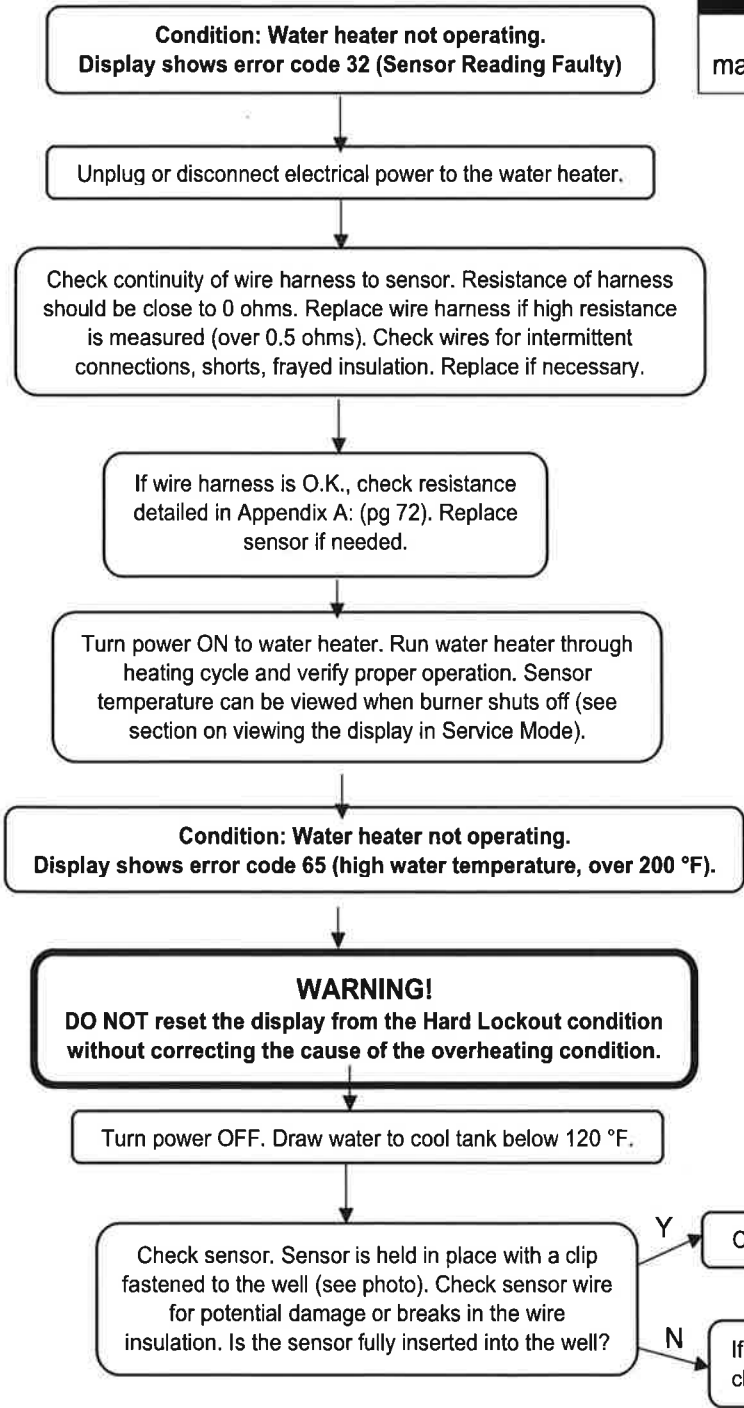 Condition: Water heater not operating.
Display shows error code 32 (Sensor Reading Faulty)
ma
Unplug or disconnect electrical power to the water heater.
Check continuity of wire harness to sensor. Resistance of harness
should be close to 0 ohms. Replace wire harness if high resistance
is measured (over 0.5 ohms). Check wires for intermittent
connections, shorts, frayed insulation. Replace if necessary.
If wire harness is O.K., check resistance
detailed in Appendix A: (pg 72). Replace
sensor if needed.
Turn power ON to water heater. Run water heater through
heating cycle and verify proper operation. Sensor
temperature can be viewed when burner shuts off (see
section on viewing the display in Service Mode).
Condition: Water heater not operating.
Display shows error code 65 (high water temperature, over 200 °F).
WARNING!
DO NOT reset the display from the Hard Lockout condition
without correcting the cause of the overheating condition.
Turn power OFF. Draw water to cool tank below 120 °F.
Check sensor. Sensor is held in place with a clip
fastened to the well (see photo). Check sensor wire
for potential damage or breaks in the wire
insulation. Is the sensor fully inserted into the well?
Y
N
If